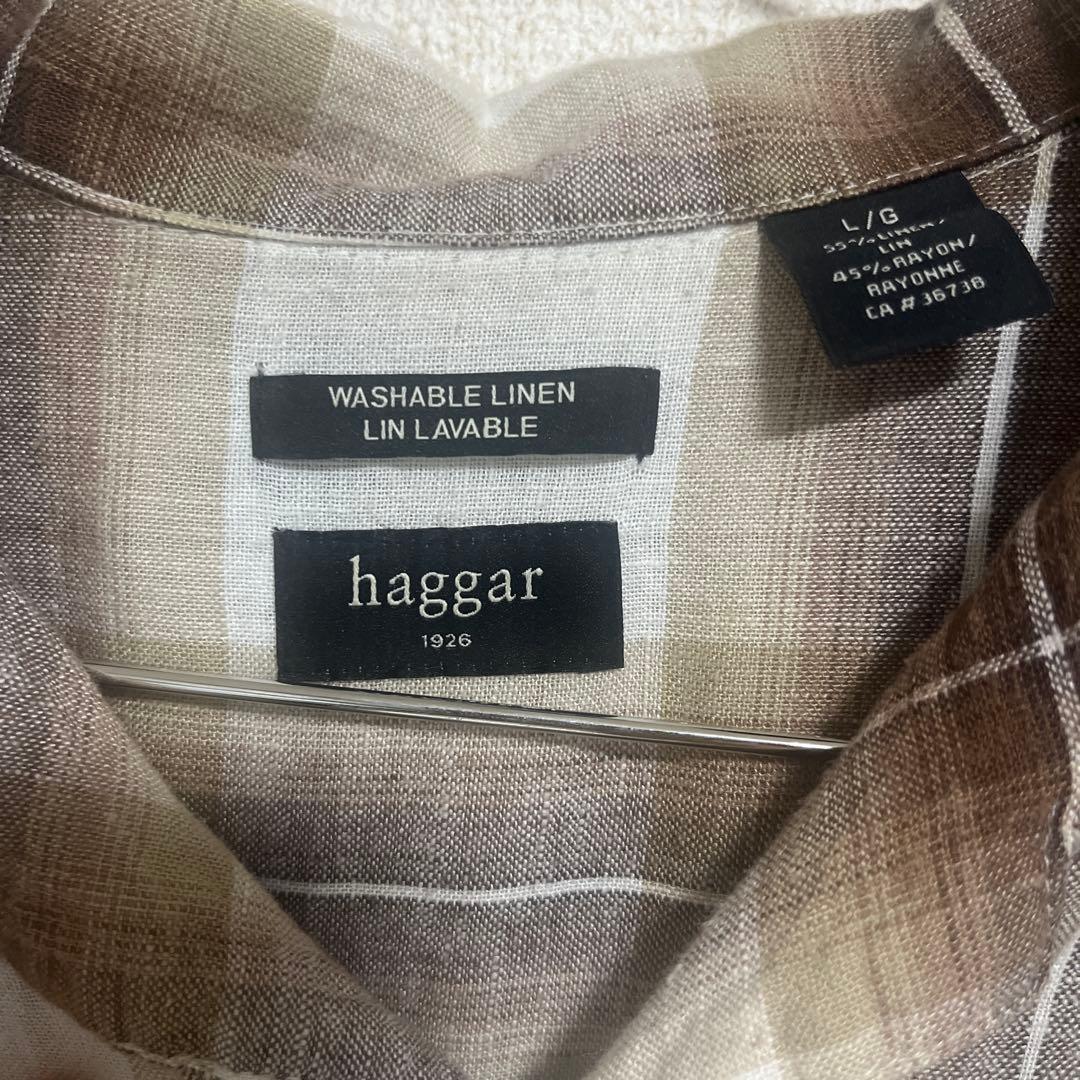 L/G
55% LINEN/
LIN
45% RAYON/
RAYONNE
CA # 36738
WASHABLE LINEN
LIN LAVABLE
haggar
1926